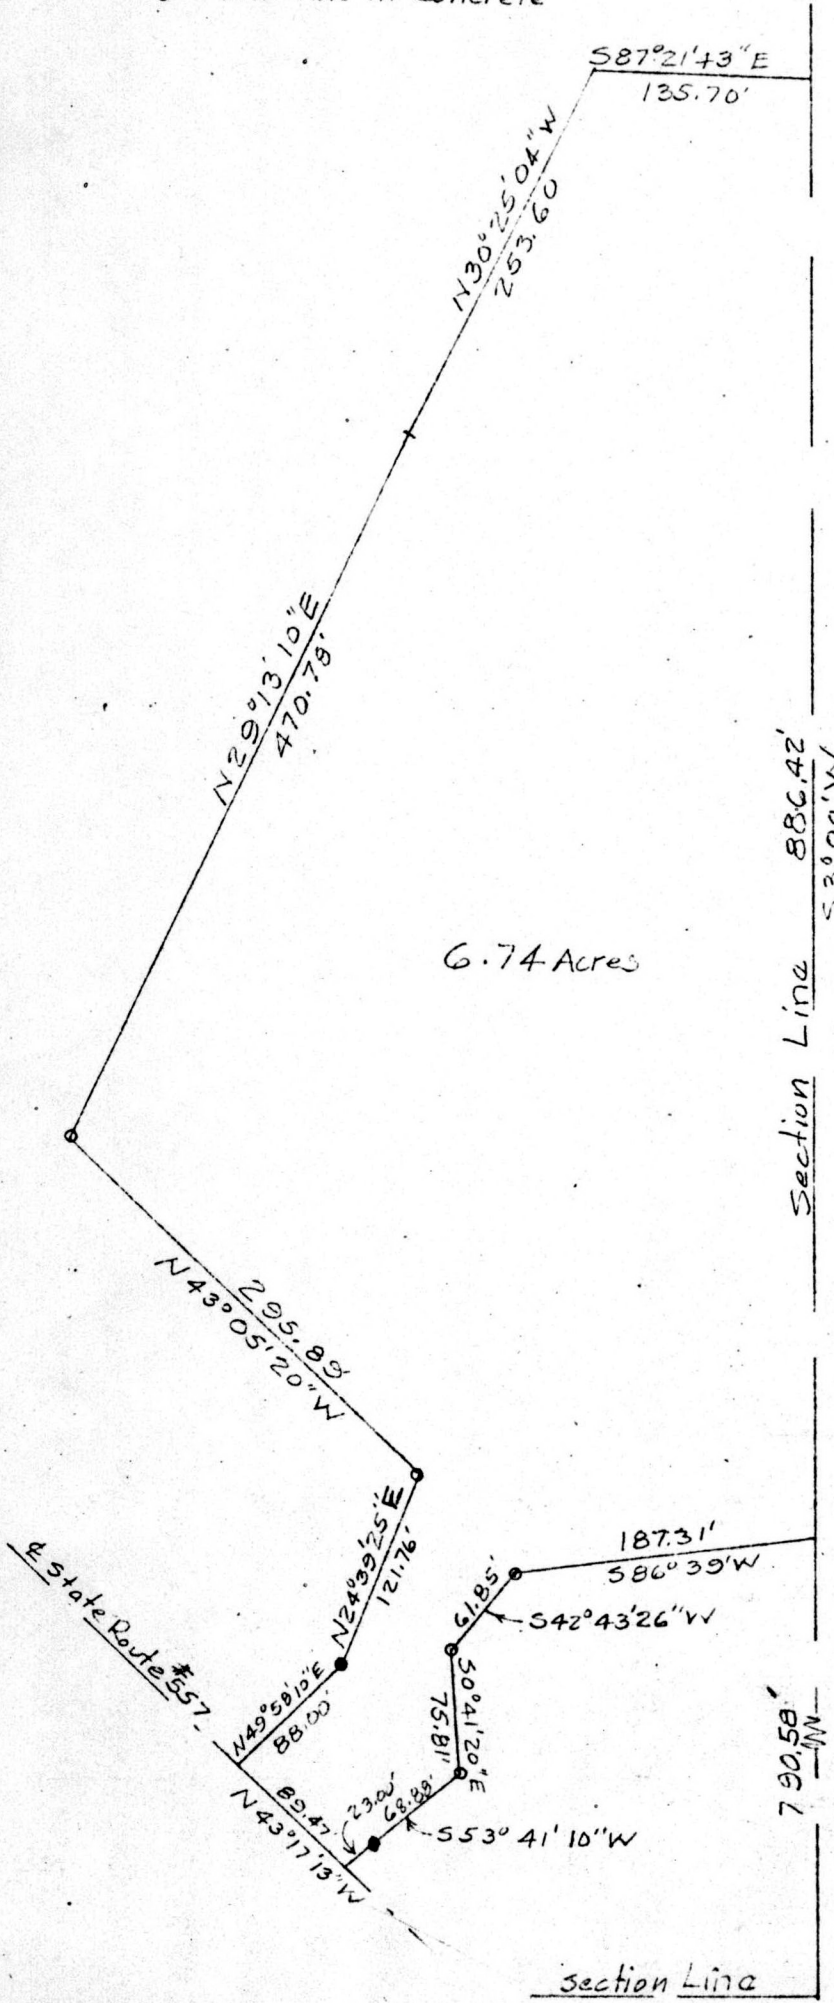 Concrete
S87°21'43"E
135.70'
N30°25'04"W
253.60
N29°13'10"E
470.78'
Section Line 886.42'
S3°09'W
6.74 Acres
295.89'
N43°05'20"W
N24°39'25"E
121.76'
187.31'
S86°39'W
61.85'
S42°43'26"W
S0°41'20"E
75.81'
℄ State Route #557
N49°58'10"E
88.00'
89.47'
N43°17'13"W
23.00'
68.88'
S53°41'10"W
790.58'
Section Line